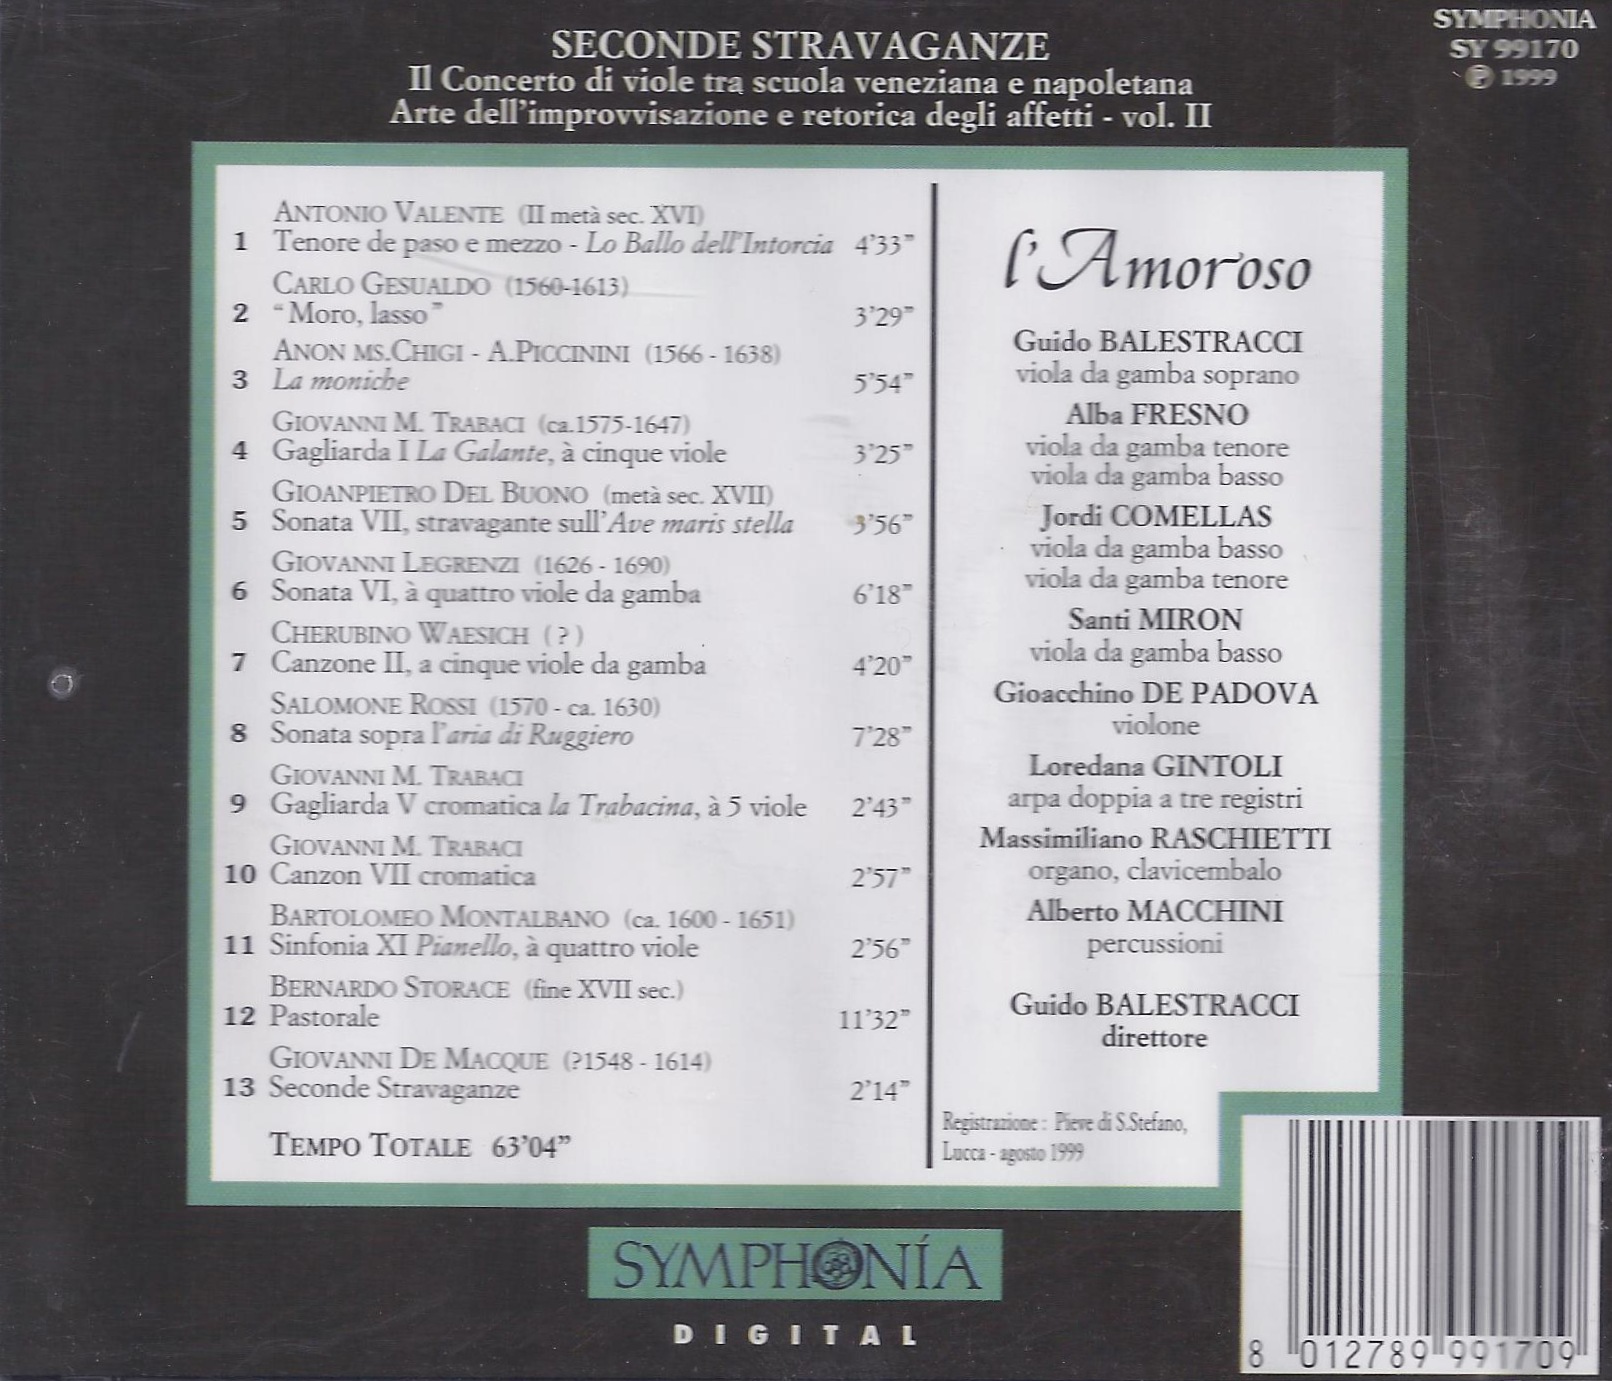 SYMPHONIA
SY 99170
℗ 1999
SECONDE STRAVAGANZE
Il Concerto di viole tra scuola veneziana e napoletana
Arte dell'improvvisazione e retorica degli affetti - vol. II
ANTONIO VALENTE (II metà sec. XVI)
1 Tenore de paso e mezzo - Lo Ballo dell'Intorcia 4'33"
CARLO GESUALDO (1560-1613)
2 "Moro, lasso" 3'29"
ANON MS.CHIGI - A.PICCININI (1566 - 1638)
3 La moniche 5'54"
GIOVANNI M. TRABACI (ca.1575-1647)
4 Gagliarda I La Galante, à cinque viole 3'25"
GIOANPIETRO DEL BUONO (metà sec. XVII)
5 Sonata VII, stravagante sull'Ave maris stella 3'56"
GIOVANNI LEGRENZI (1626 - 1690)
6 Sonata VI, à quattro viole da gamba 6'18"
CHERUBINO WAESICH (?)
7 Canzone II, a cinque viole da gamba 4'20"
SALOMONE ROSSI (1570 - ca. 1630)
8 Sonata sopra l'aria di Ruggiero 7'28"
GIOVANNI M. TRABACI
9 Gagliarda V cromatica la Trabacina, à 5 viole 2'43"
GIOVANNI M. TRABACI
10 Canzon VII cromatica 2'57"
BARTOLOMEO MONTALBANO (ca. 1600 - 1651)
11 Sinfonia XI Pianello, à quattro viole 2'56"
BERNARDO STORACE (fine XVII sec.)
12 Pastorale 11'32"
GIOVANNI DE MACQUE (?1548 - 1614)
13 Seconde Stravaganze 2'14"
TEMPO TOTALE 63'04"
l'Amoroso
Guido BALESTRACCI
viola da gamba soprano
Alba FRESNO
viola da gamba tenore
viola da gamba basso
Jordi COMELLAS
viola da gamba basso
viola da gamba tenore
Santi MIRON
viola da gamba basso
Gioacchino DE PADOVA
violone
Loredana GINTOLI
arpa doppia a tre registri
Massimiliano RASCHIETTI
organo, clavicembalo
Alberto MACCHINI
percussioni
Guido BALESTRACCI
direttore
Registrazione : Pieve di S.Stefano,
Lucca - agosto 1999
SYMPHONÍA
DIGITAL
8 012789 991709